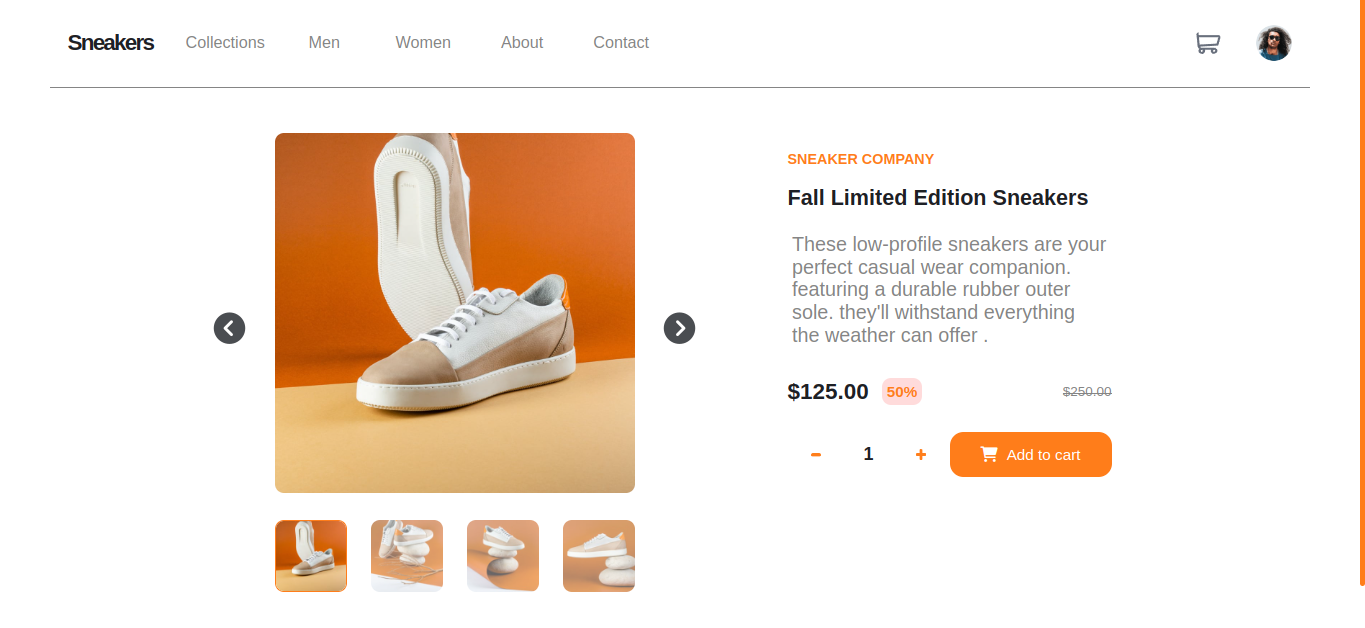 Sneakers Collections Men Women About Contact
SNEAKER COMPANY
Fall Limited Edition Sneakers
These low-profile sneakers are your
perfect casual wear companion.
featuring a durable rubber outer
sole. they'll withstand everything
the weather can offer .
$125.00 50% $250.00
1 Add to cart